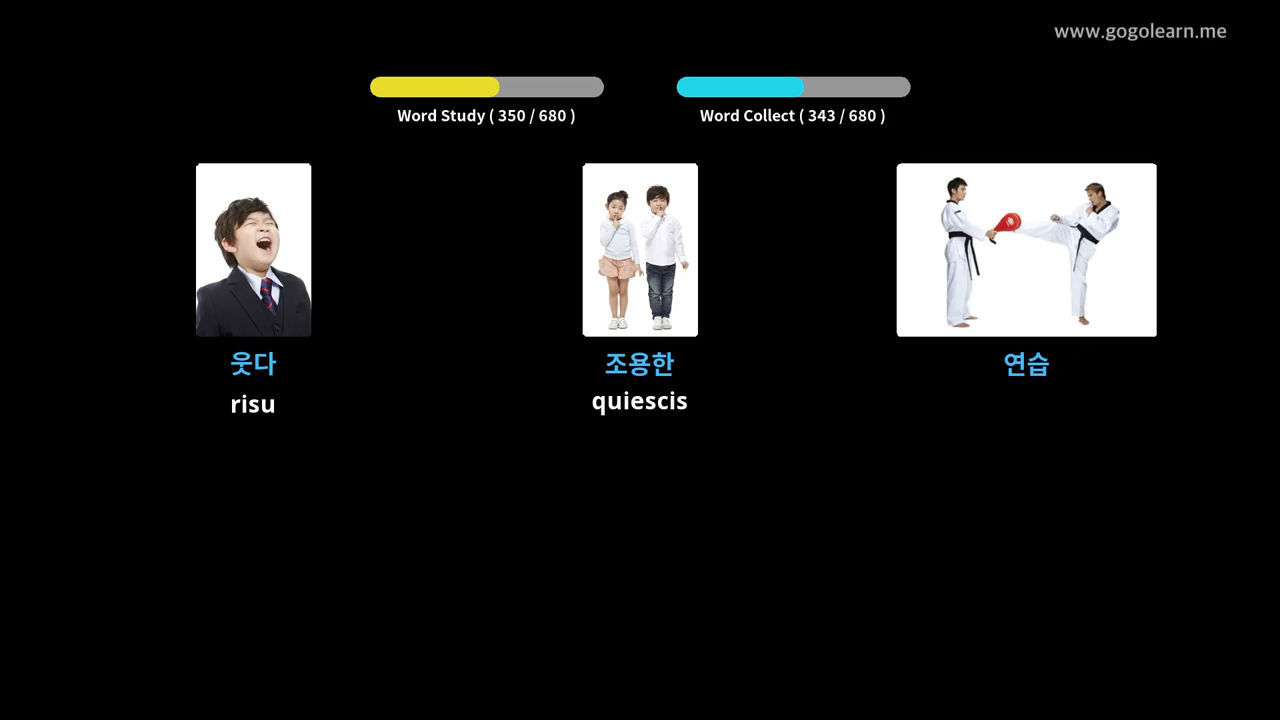 www.gogolearn.me
Word Study ( 350 / 680 )
Word Collect ( 343 / 680 )
웃다
조용한
연습
risu
quiescis